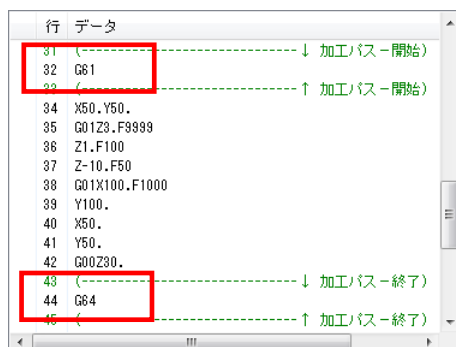 行 データ
31 (------------------------------↓ 加工パス－開始)
32 G61
33 (------------------------------↑ 加工パス－開始)
34 X50.Y50.
35 G01Z3.F9999
36 Z1.F100
37 Z-10.F50
38 G01X100.F1000
39 Y100.
40 X50.
41 Y50.
42 G00Z30.
43 (------------------------------↓ 加工パス－終了)
44 G64
45 (------------------------------↑ 加工パス－終了)